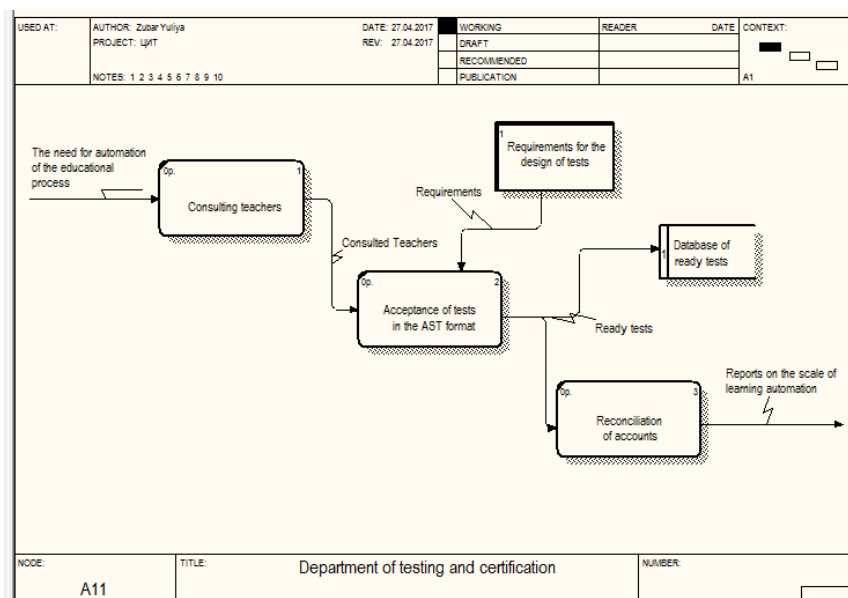 USED AT:
AUTHOR: Zubar Yuliya
DATE: 27.04.2017
WORKING
READER
DATE
CONTEXT:
PROJECT: ЦИТ
REV: 27.04.2017
DRAFT
RECOMMENDED
NOTES: 1 2 3 4 5 6 7 8 9 10
PUBLICATION
A1
The need for automation
of the educational
process
0p.
1
Consulting teachers
1
Requirements for the
design of tests
Requirements
Consulted Teachers
1
Database of
ready tests
0p.
2
Acceptance of tests
in the AST format
Ready tests
Reports on the scale of
learning automation
0p.
3
Reconciliation
of accounts
NODE:
TITLE:
Department of testing and certification
NUMBER:
A11